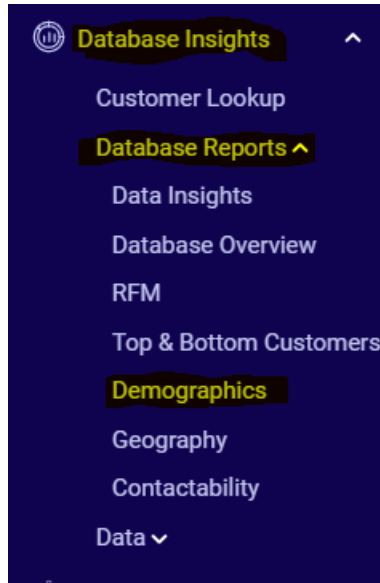 Database Insights
Customer Lookup
Database Reports
Data Insights
Database Overview
RFM
Top & Bottom Customers
Demographics
Geography
Contactability
Data